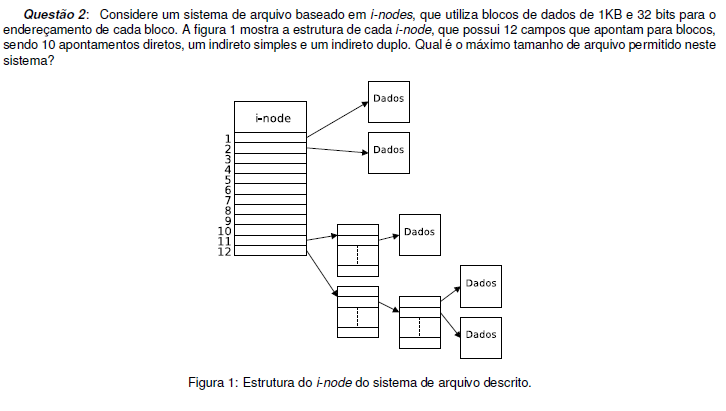 Questão 2: Considere um sistema de arquivo baseado em i-nodes, que utiliza blocos de dados de 1KB e 32 bits para o
endereçamento de cada bloco. A figura 1 mostra a estrutura de cada i-node, que possui 12 campos que apontam para blocos,
sendo 10 apontamentos diretos, um indireto simples e um indireto duplo. Qual é o máximo tamanho de arquivo permitido neste
sistema?
i-node
Dados
1
2
Dados
3
4
5
6
7
8
9
10
11
12
Dados
Dados
Dados
Figura 1: Estrutura do i-node do sistema de arquivo descrito.